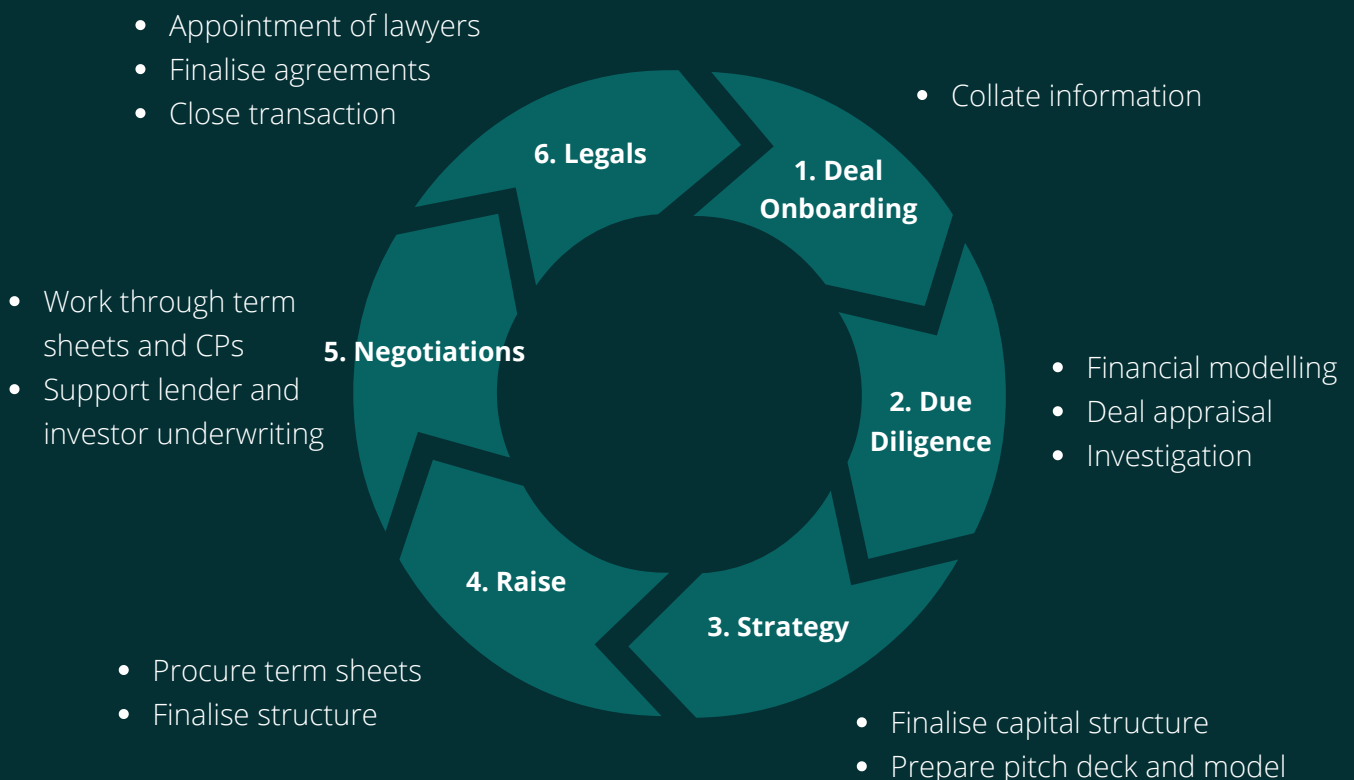 • Appointment of lawyers
• Finalise agreements
• Close transaction
• Collate information
6. Legals
1. Deal
Onboarding
• Work through term
sheets and CPs
• Support lender and
investor underwriting
5. Negotiations
2. Due
Diligence
• Financial modelling
• Deal appraisal
• Investigation
4. Raise
3. Strategy
• Procure term sheets
• Finalise structure
• Finalise capital structure
• Prepare pitch deck and model